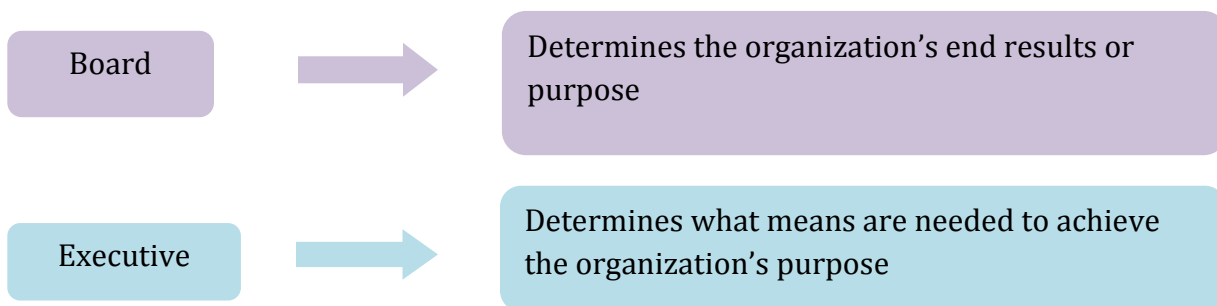 Board
Determines the organization’s end results or
purpose
Executive
Determines what means are needed to achieve
the organization’s purpose